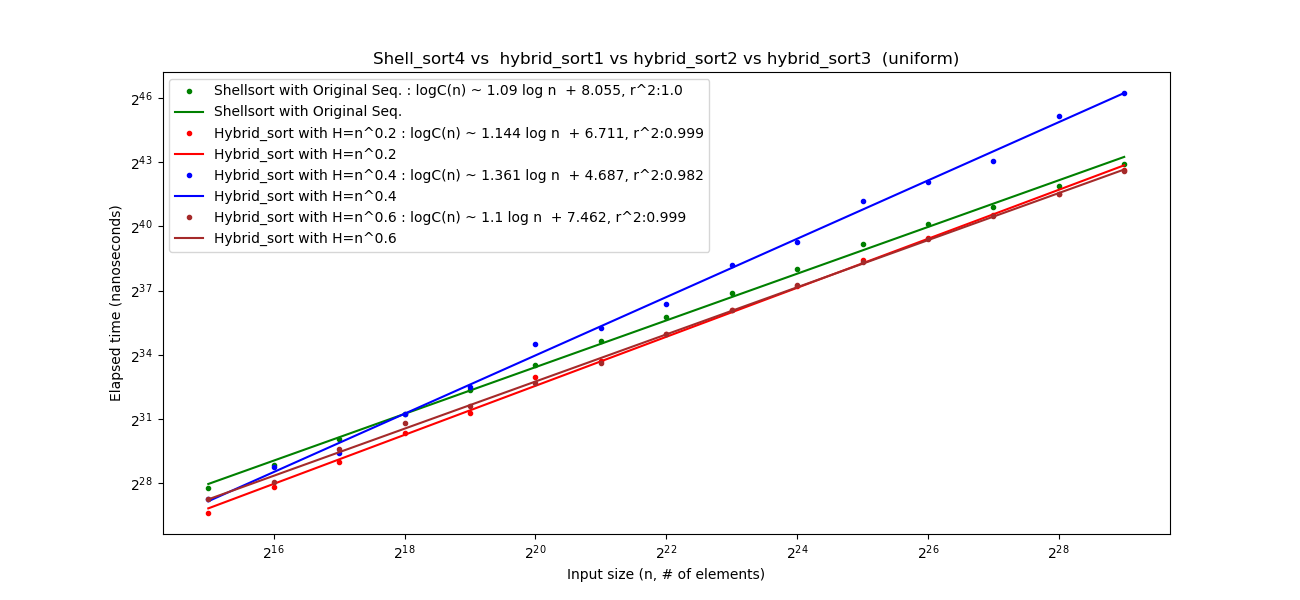 Shell_sort4 vs  hybrid_sort1 vs hybrid_sort2 vs hybrid_sort3  (uniform)
Shellsort with Original Seq. : logC(n) ~ 1.09 log n  + 8.055, r^2:1.0
Shellsort with Original Seq.
Hybrid_sort with H=n^0.2 : logC(n) ~ 1.144 log n  + 6.711, r^2:0.999
Hybrid_sort with H=n^0.2
Hybrid_sort with H=n^0.4 : logC(n) ~ 1.361 log n  + 4.687, r^2:0.982
Hybrid_sort with H=n^0.4
Hybrid_sort with H=n^0.6 : logC(n) ~ 1.1 log n  + 7.462, r^2:0.999
Hybrid_sort with H=n^0.6
Elapsed time (nanoseconds)
2^46
2^43
2^40
2^37
2^34
2^31
2^28
2^16 2^18 2^20 2^22 2^24 2^26 2^28
Input size (n, # of elements)